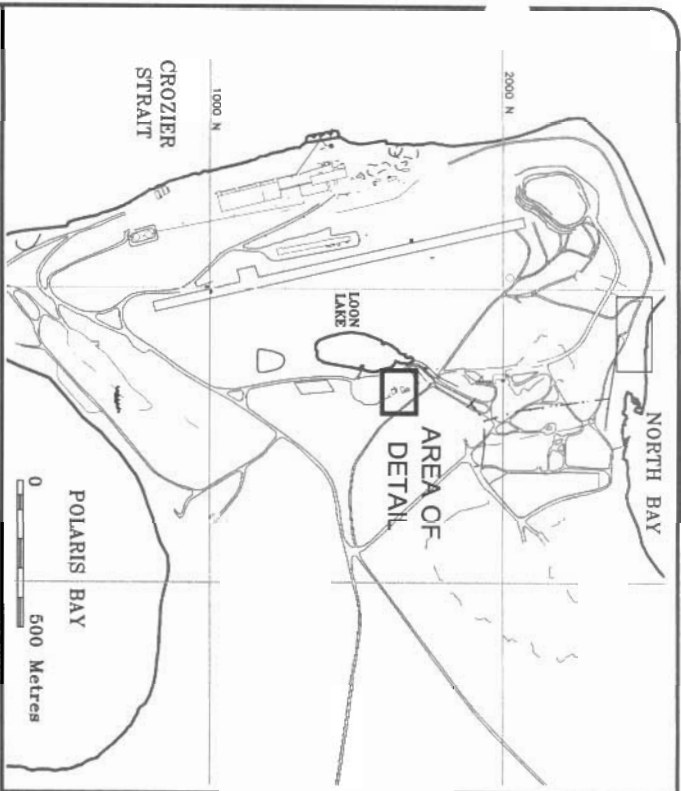 CROZIER
STRAIT
1000 N
2000 N
LOON
LAKE
NORTH BAY
AREA OF
DETAIL
POLARIS BAY
0
500 Metres